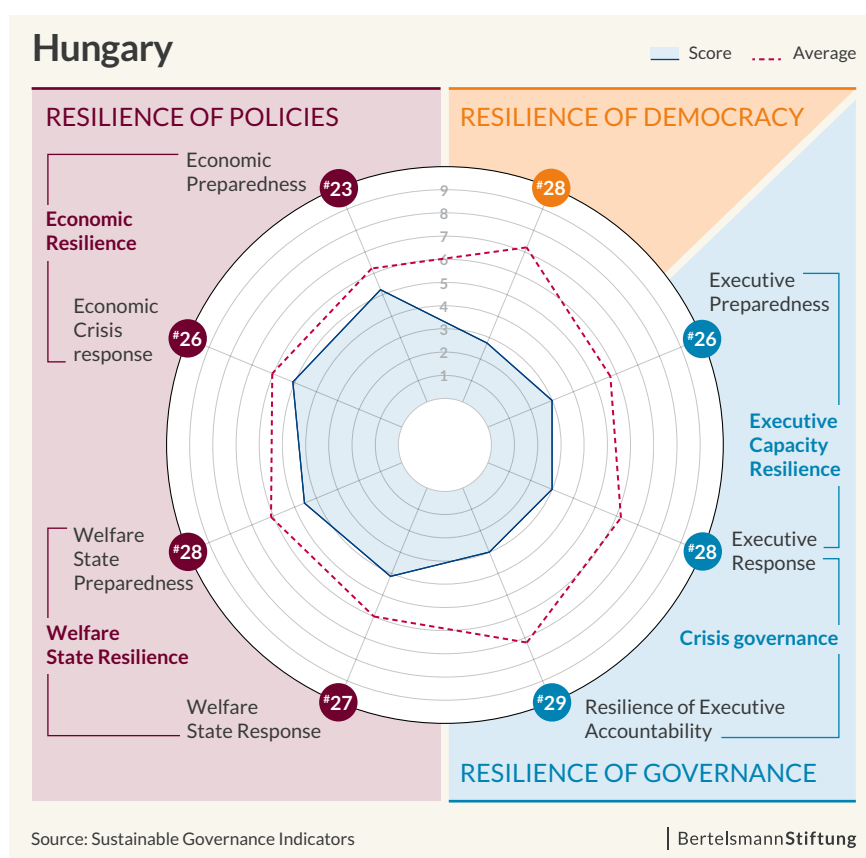 Hungary
Score
Average
RESILIENCE OF POLICIES
RESILIENCE OF DEMOCRACY
Economic
Preparedness
#23
#28
Economic
Resilience
Economic
Crisis
response
#26
9
8
7
6
5
4
3
2
1
Executive
Preparedness
#26
Executive
Capacity
Resilience
Welfare
State
Preparedness
#28
Executive
Response
#28
Welfare
State Resilience
Crisis governance
Welfare
State Response
#27
#29
Resilience of Executive
Accountability
RESILIENCE OF GOVERNANCE
Source: Sustainable Governance Indicators
BertelsmannStiftung